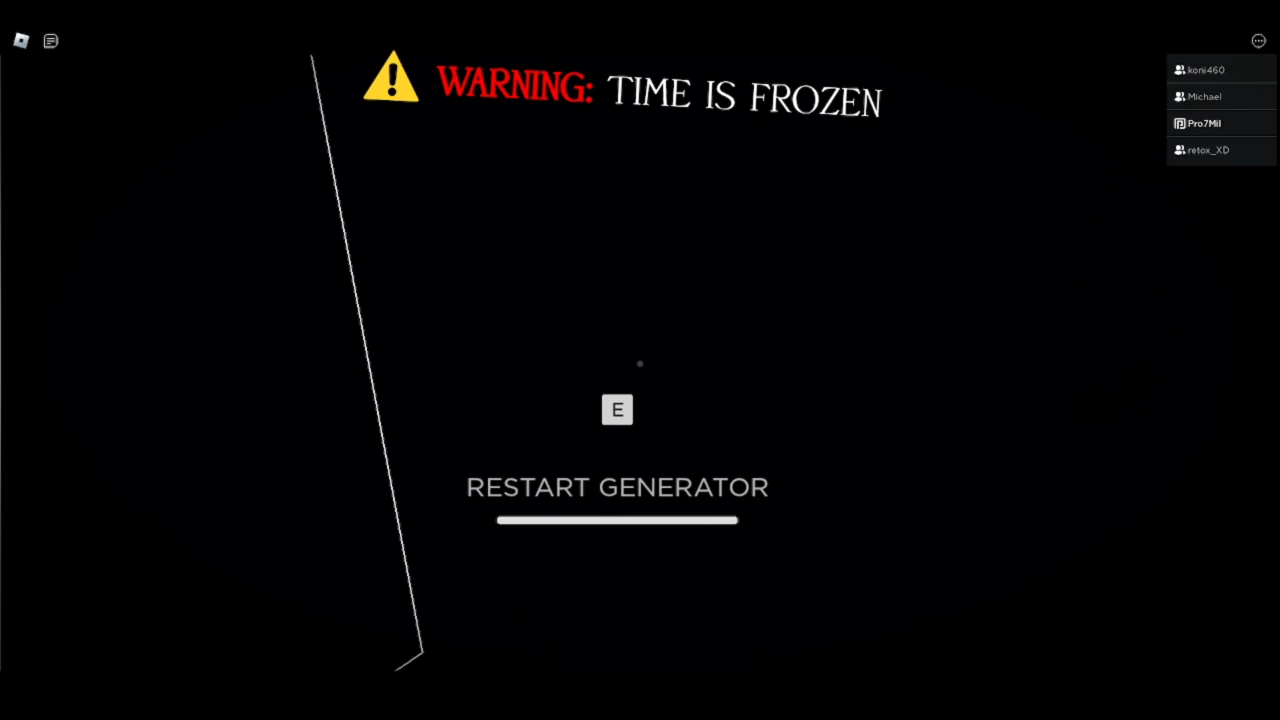 WARNING: TIME IS FROZEN
koni460
Michael
Pro7Mil
retox_XD
E
RESTART GENERATOR